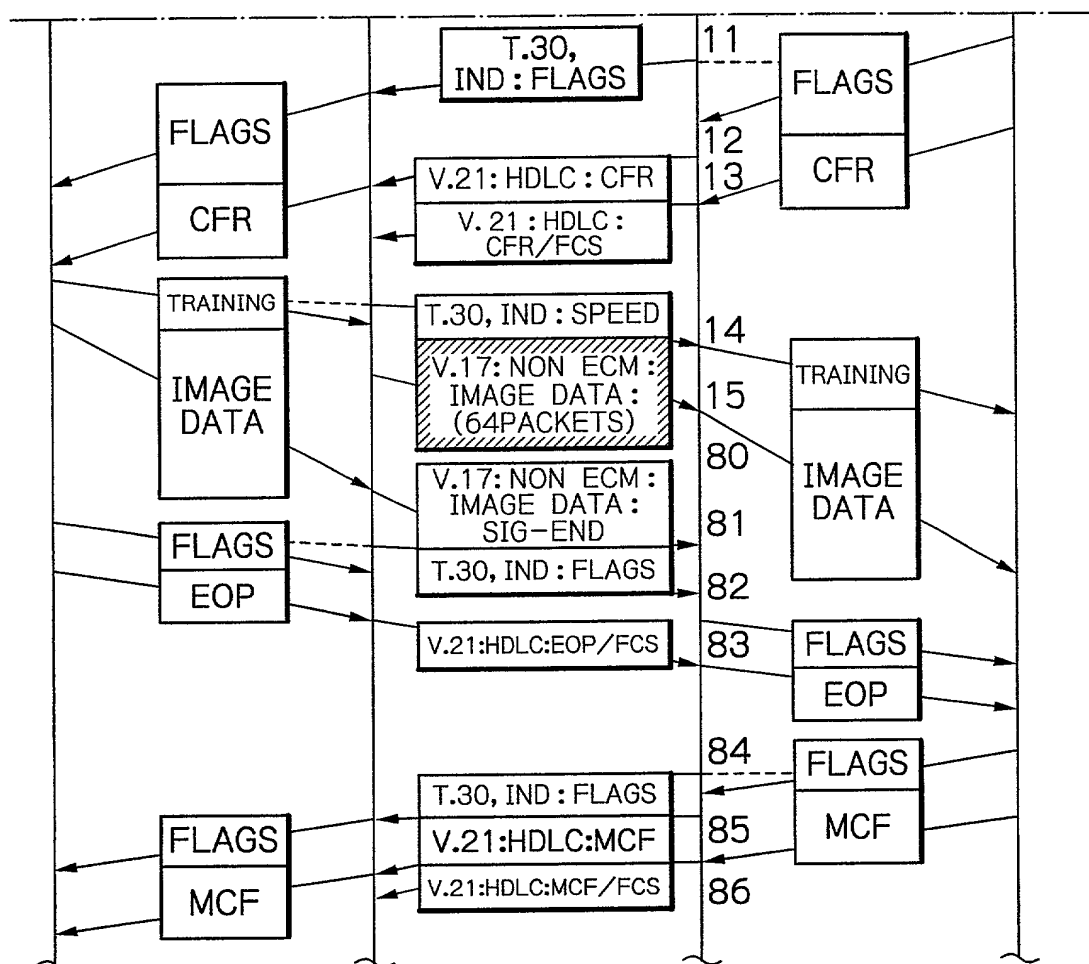 T.30,
IND : FLAGS
11
FLAGS
CFR
FLAGS
CFR
12
V.21: HDLC : CFR
13
V. 21 : HDLC :
CFR/FCS
TRAINING
IMAGE
DATA
T.30, IND : SPEED
14
V.17: NON ECM :
IMAGE DATA :
(64PACKETS)
15
TRAINING
IMAGE
DATA
80
V.17: NON ECM :
IMAGE DATA :
SIG-END
81
T.30, IND : FLAGS
82
FLAGS
EOP
V.21:HDLC:EOP/FCS
83
FLAGS
EOP
84
FLAGS
MCF
T.30, IND : FLAGS
V.21:HDLC:MCF
85
V.21:HDLC:MCF/FCS
86
FLAGS
MCF